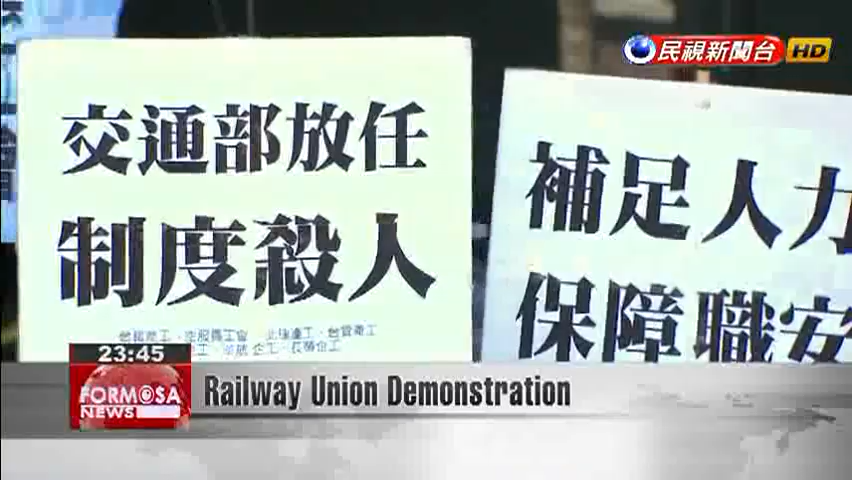 民視新聞台 HD
交通部放任
制度殺人
補足人力
保障職安
23:45
FORMOSA
NEWS
Railway Union Demonstration